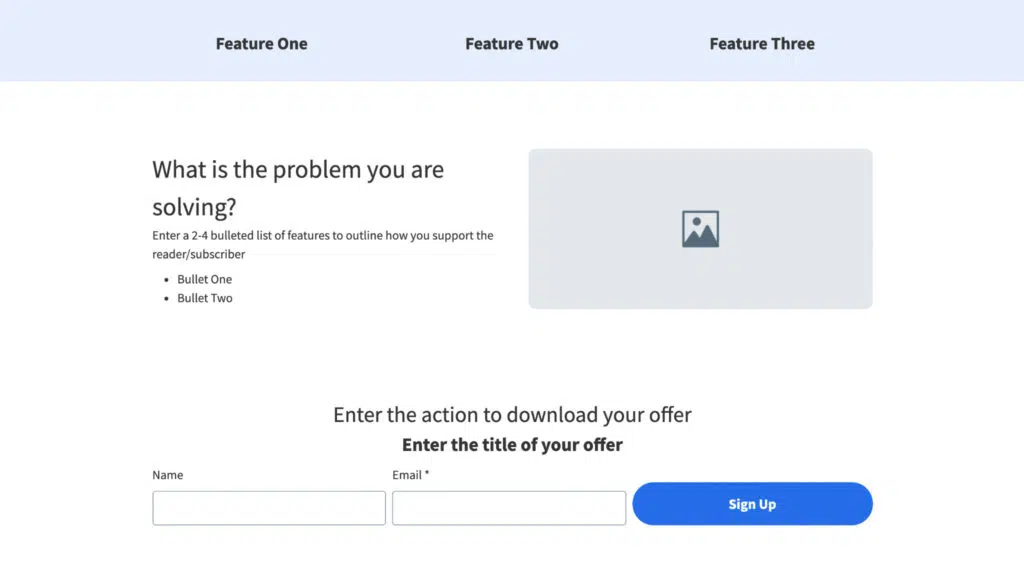 Feature One Feature Two Feature Three
What is the problem you are
solving?
Enter a 2-4 bulleted list of features to outline how you support the
reader/subscriber
• Bullet One
• Bullet Two
Enter the action to download your offer
Enter the title of your offer
Name Email *
Sign Up